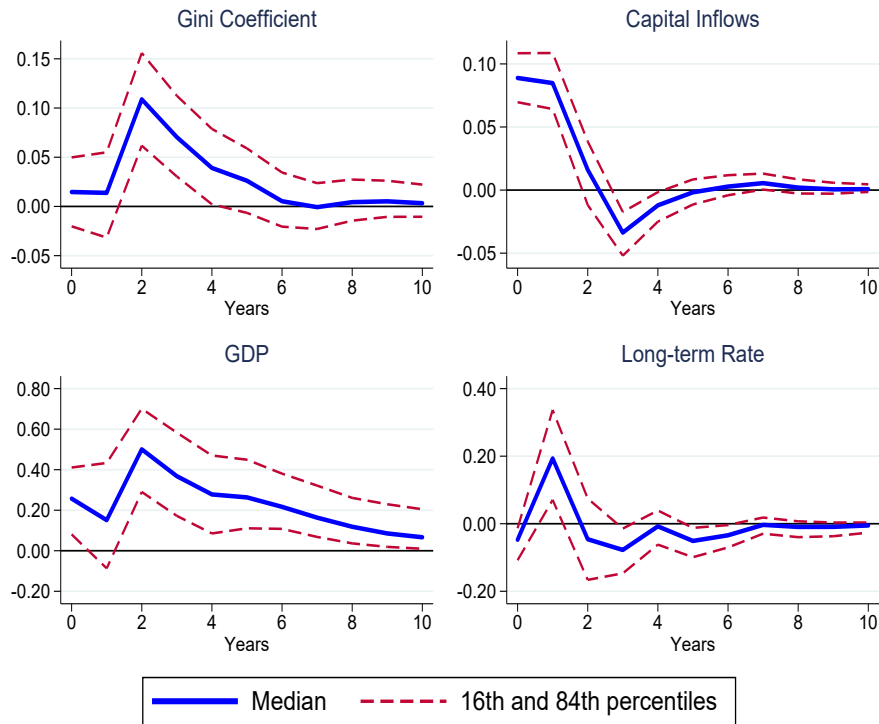 Gini Coefficient
0.15
0.10
0.05
0.00
-0.05
0 2 4 6 8 10
Years
Capital Inflows
0.10
0.05
0.00
-0.05
0 2 4 6 8 10
Years
GDP
0.80
0.60
0.40
0.20
0.00
-0.20
0 2 4 6 8 10
Years
Long-term Rate
0.40
0.20
0.00
-0.20
0 2 4 6 8 10
Years
Median 16th and 84th percentiles